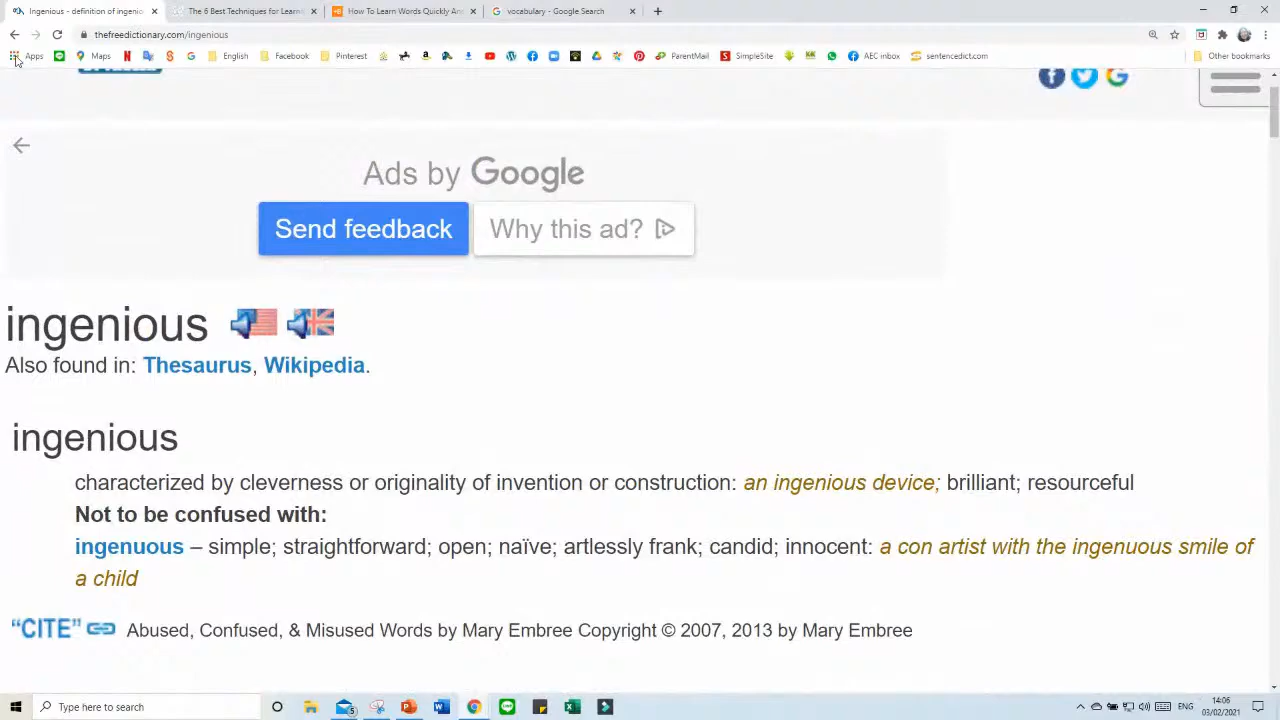 Ingenious - definition of ingenious
The 6 Best Techniques for Learni
How To Learn Words Quickly An
vocabulary - Google Search
thefreedictionary.com/ingenious
Apps Maps English Facebook Pinterest ParentMail SimpleSite AEC inbox sentencedict.com Other bookmarks
Ads by Google
Send feedback Why this ad?
ingenious
Also found in: Thesaurus, Wikipedia.
ingenious
characterized by cleverness or originality of invention or construction: an ingenious device; brilliant; resourceful
Not to be confused with:
ingenuous – simple; straightforward; open; naïve; artlessly frank; candid; innocent: a con artist with the ingenuous smile of
a child
“CITE” Abused, Confused, & Misused Words by Mary Embree Copyright © 2007, 2013 by Mary Embree
Type here to search
ENG
14:06
03/02/2021